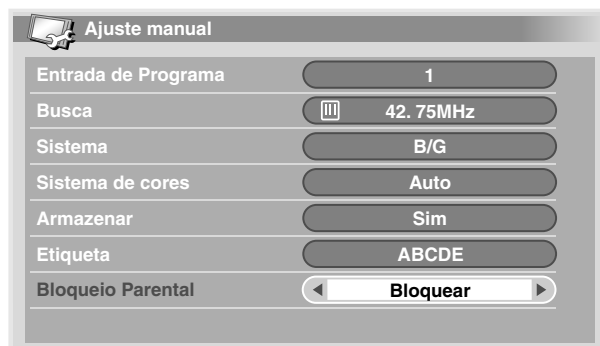 Ajuste manual
Entrada de Programa 1
Busca 42. 75MHz
Sistema B/G
Sistema de cores Auto
Armazenar Sim
Etiqueta ABCDE
Bloqueio Parental Bloquear